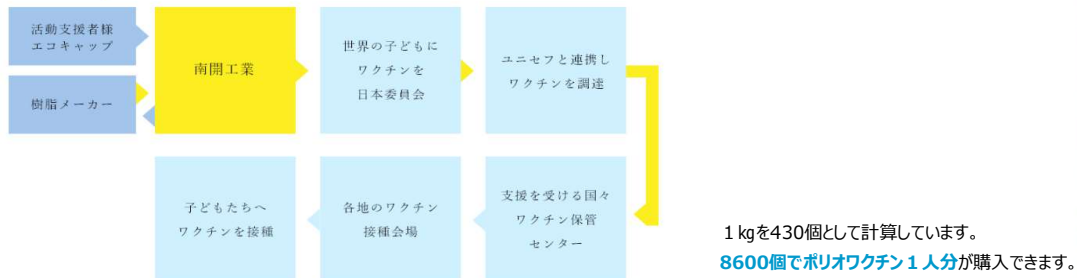 活動支援者様
エコキャップ
樹脂メーカー
南開工業
世界の子どもに
ワクチンを
日本委員会
ユニセフと連携し
ワクチンを調達
支援を受ける国々
ワクチン保管
センター
各地のワクチン
接種会場
子どもたちへ
ワクチンを接種
1kgを430個として計算しています。
8600個でポリオワクチン1人分が購入できます。